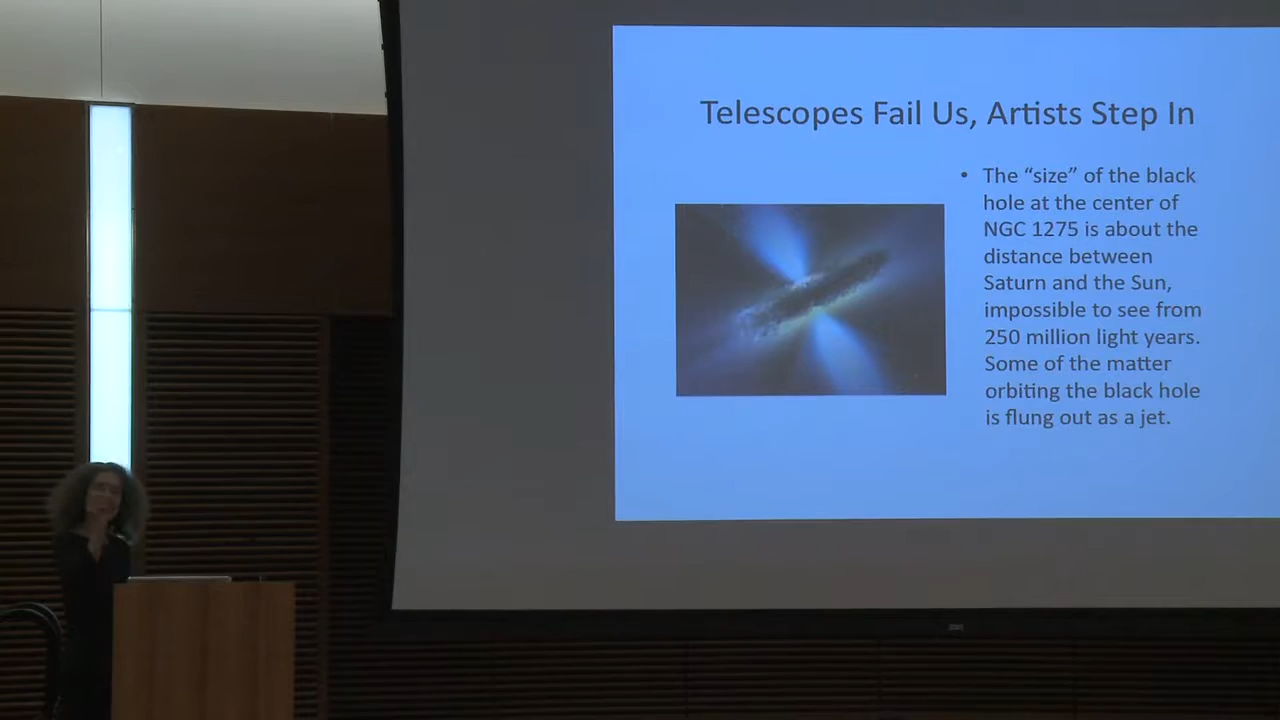 Telescopes Fail Us, Artists Step In
• The “size” of the black
hole at the center of
NGC 1275 is about the
distance between
Saturn and the Sun,
impossible to see from
250 million light years.
Some of the matter
orbiting the black hole
is flung out as a jet.